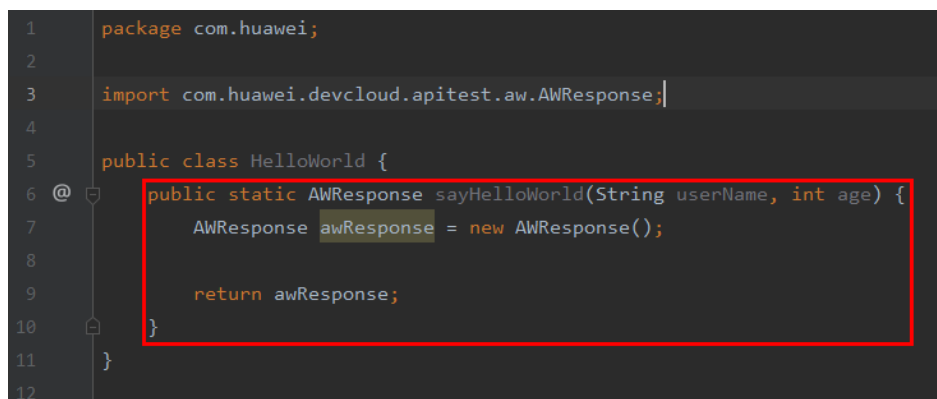 1 package com.huawei;
2
3 import com.huawei.devcloud.apitest.aw.AWResponse;
4
5 public class HelloWorld {
6 @ public static AWResponse sayHelloWorld(String userName, int age) {
7 AWResponse awResponse = new AWResponse();
8
9 return awResponse;
10 }
11 }
12